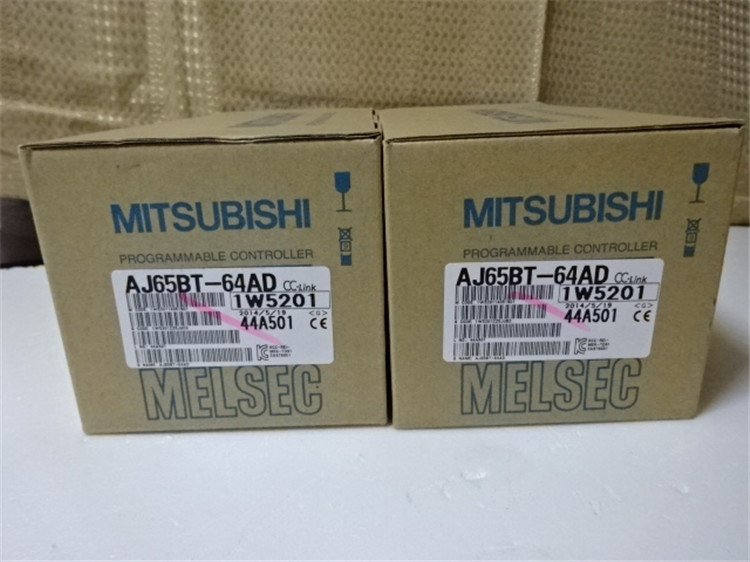 MITSUBISHI
PROGRAMMABLE CONTROLLER
AJ65BT-64AD CC-Link
1W5201
2014/5/19 <G>
44A501 CE
MELSEC
MITSUBISHI
PROGRAMMABLE CONTROLLER
AJ65BT-64AD CC-Link
1W5201
2014/5/19 <G>
44A501 CE
MELSEC